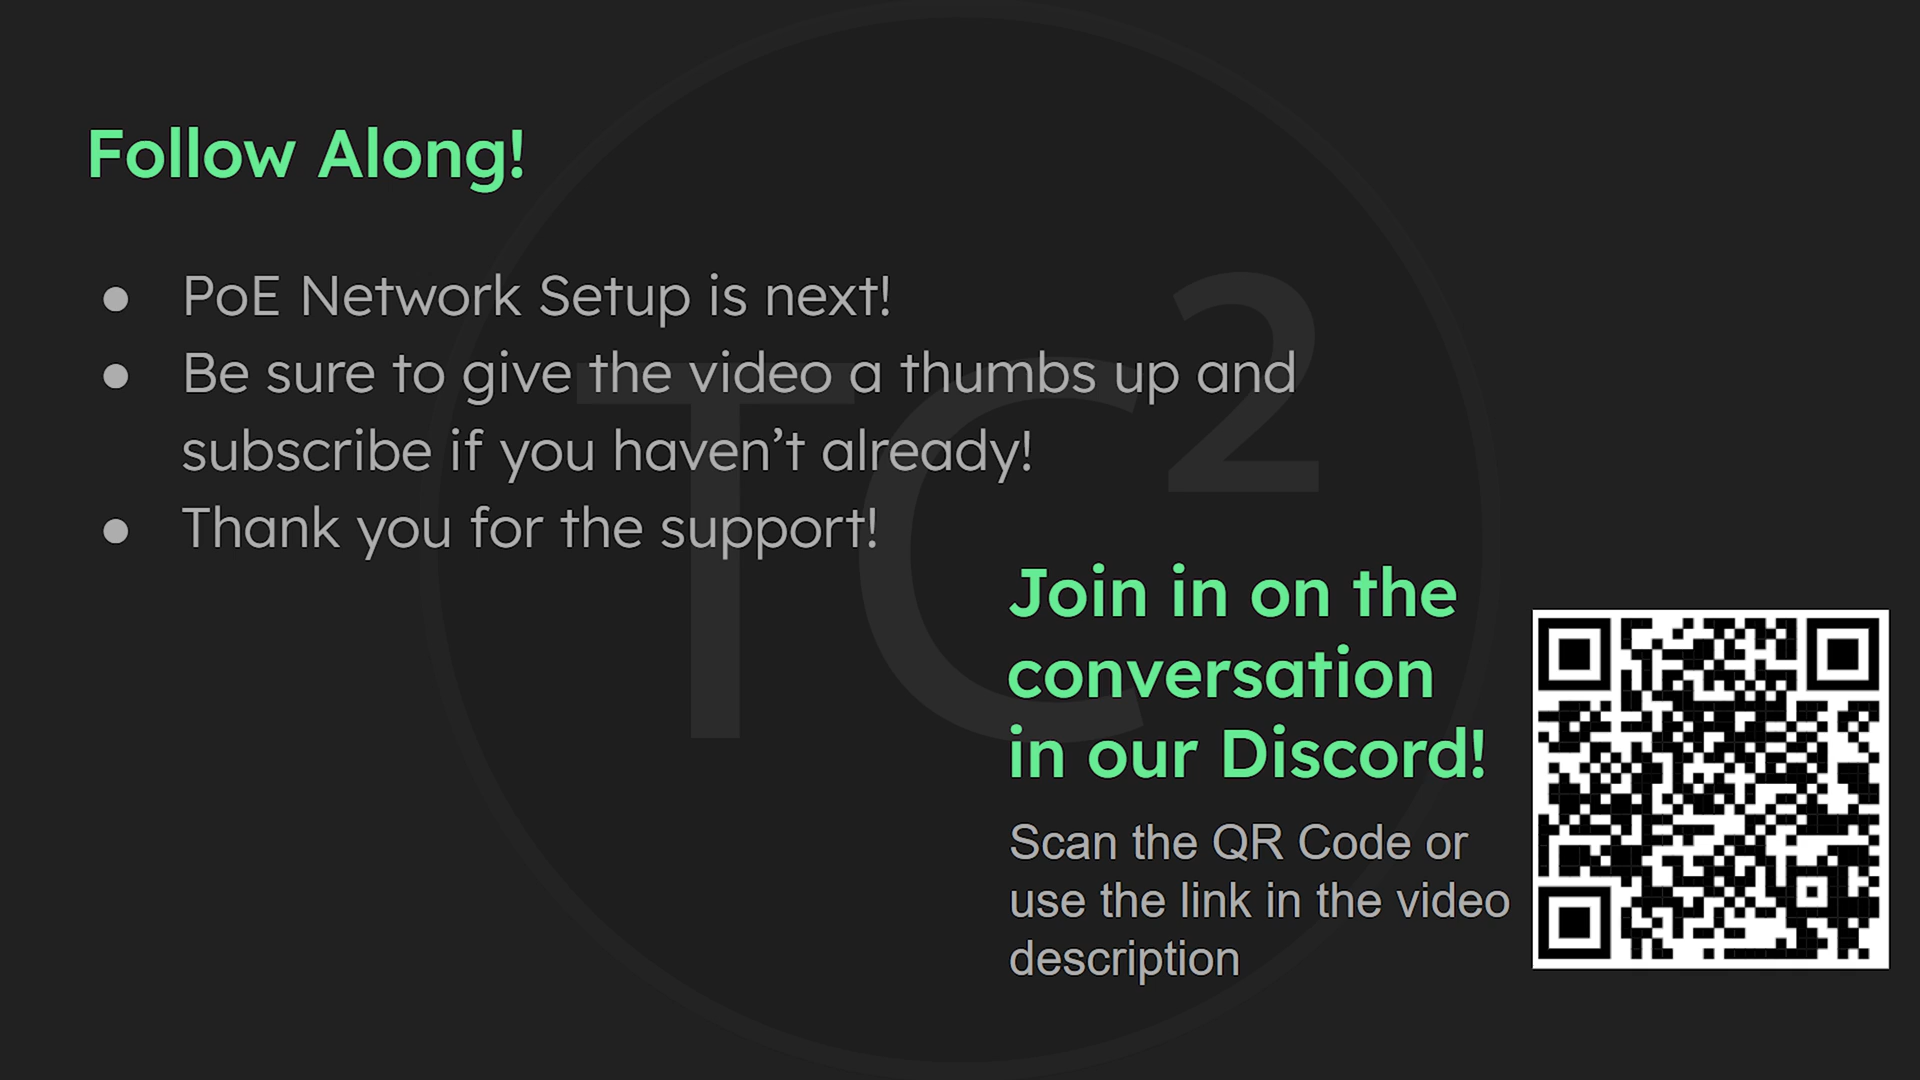 Follow Along!
● PoE Network Setup is next!
● Be sure to give the video a thumbs up and
subscribe if you haven’t already!
● Thank you for the support!
TC²
Join in on the
conversation
in our Discord!
Scan the QR Code or
use the link in the video
description